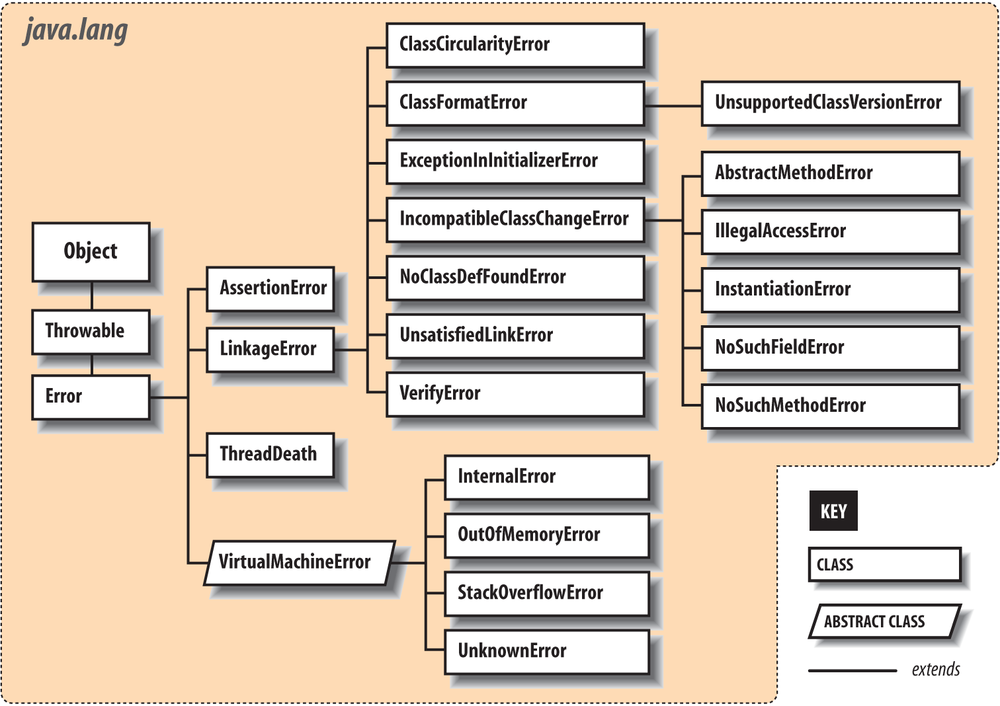 java.lang
Object
Throwable
Error
AssertionError
LinkageError
ThreadDeath
VirtualMachineError
ClassCircularityError
ClassFormatError
ExceptionInInitializerError
IncompatibleClassChangeError
NoClassDefFoundError
UnsatisfiedLinkError
VerifyError
UnsupportedClassVersionError
AbstractMethodError
IllegalAccessError
InstantiationError
NoSuchFieldError
NoSuchMethodError
InternalError
OutOfMemoryError
StackOverflowError
UnknownError
KEY
CLASS
ABSTRACT CLASS
extends